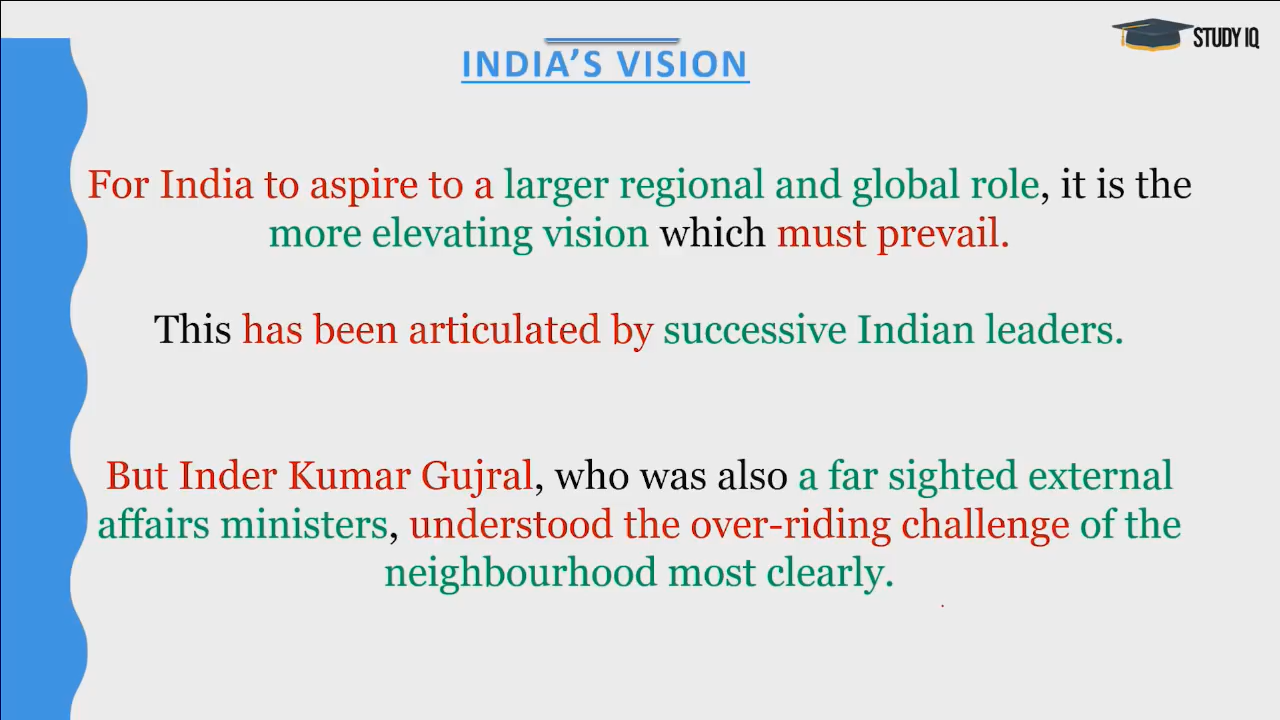 STUDY IQ
INDIA’S VISION
For India to aspire to a larger regional and global role, it is the
more elevating vision which must prevail.
This has been articulated by successive Indian leaders.
But Inder Kumar Gujral, who was also a far sighted external
affairs ministers, understood the over-riding challenge of the
neighbourhood most clearly.